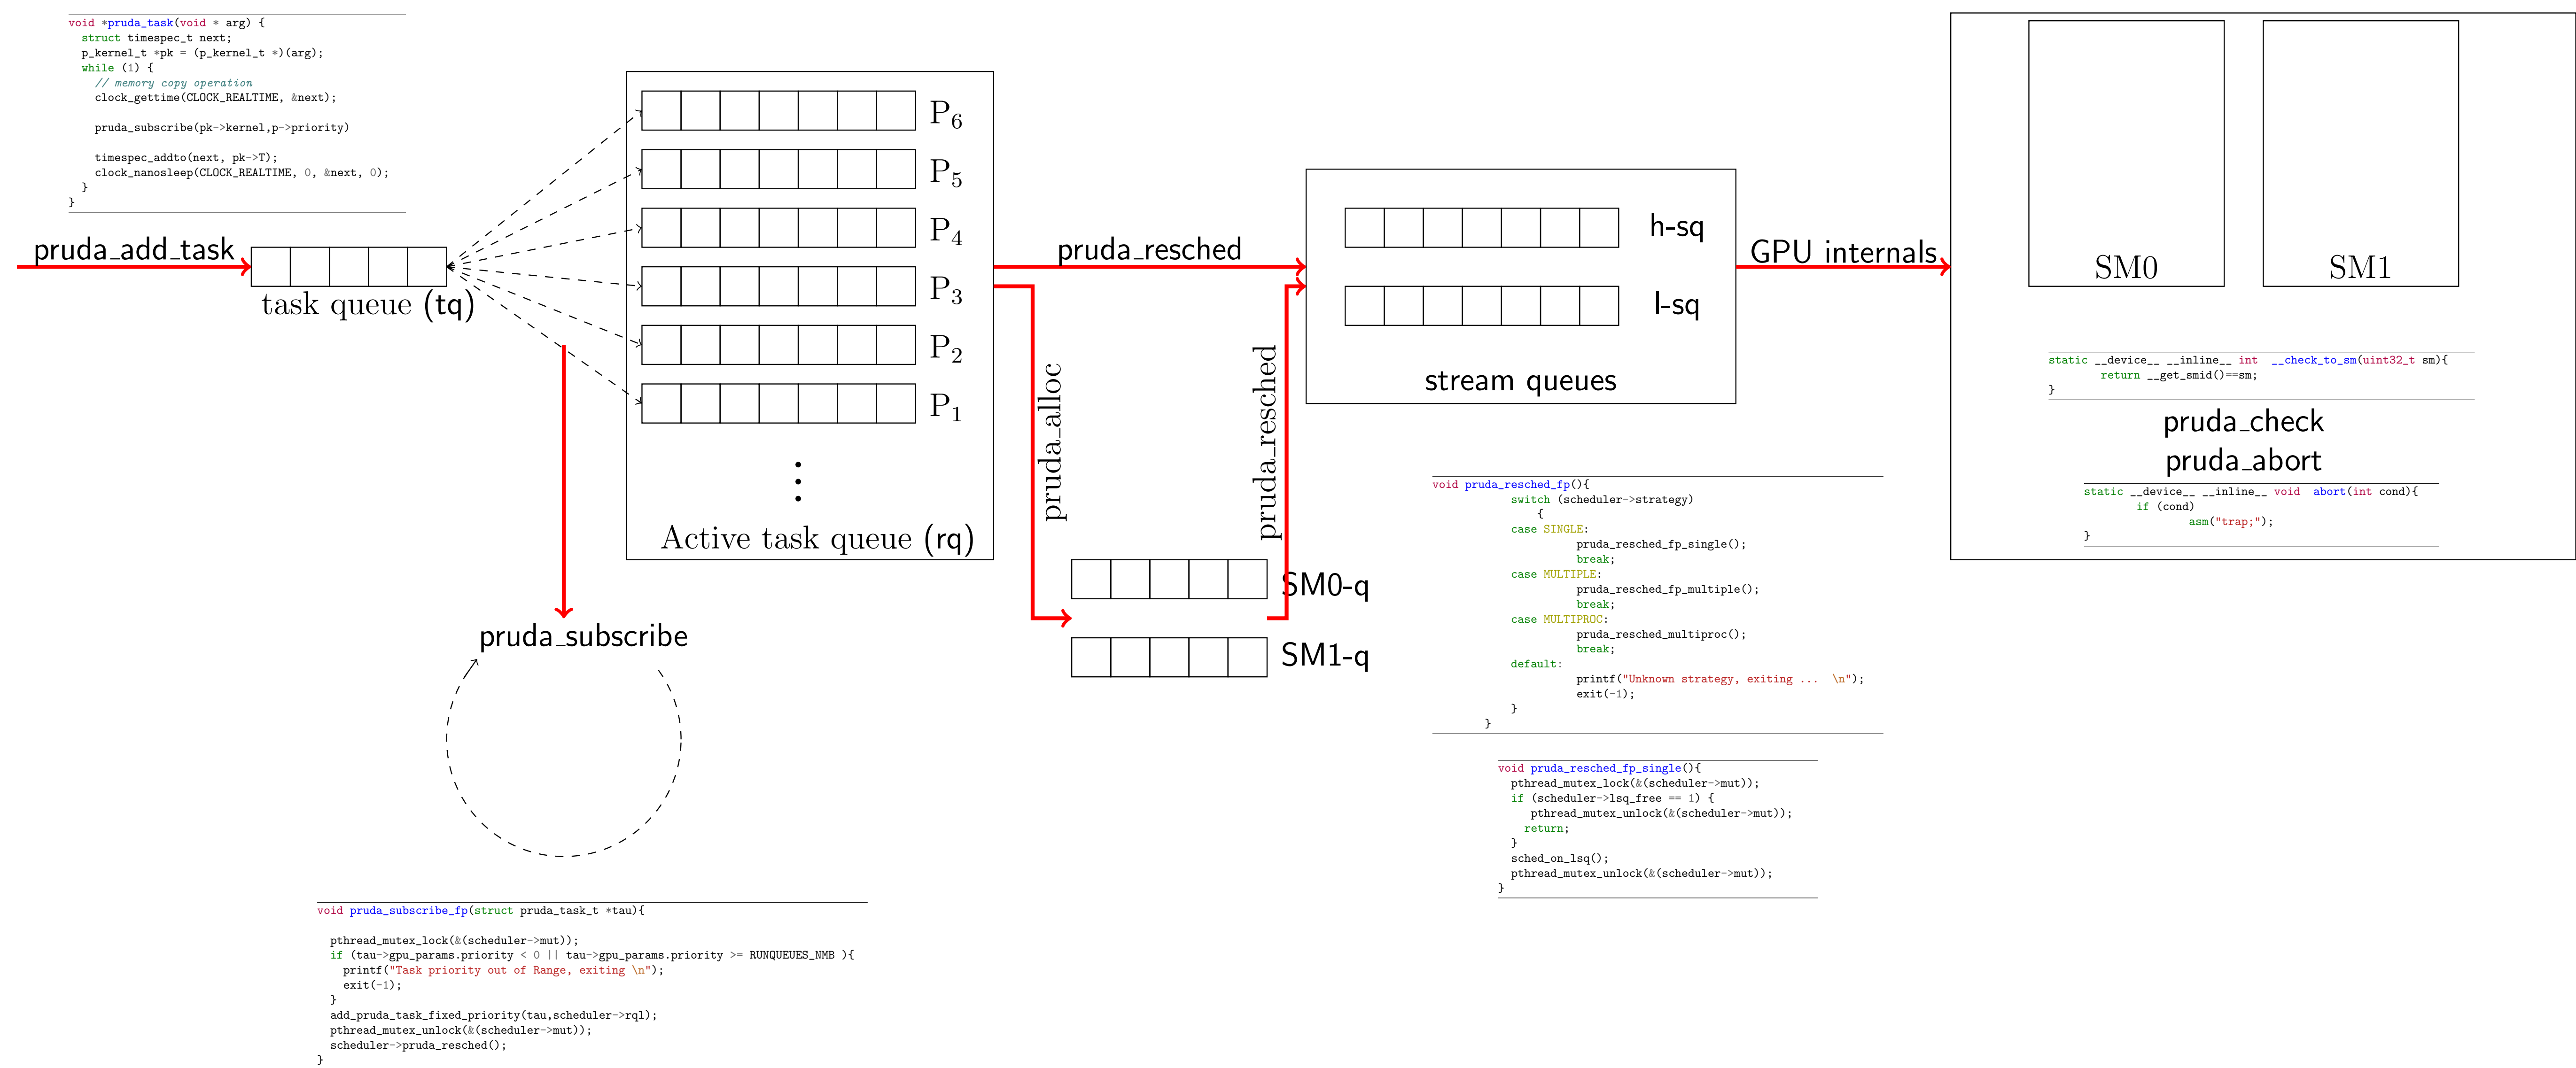 void *pruda_task(void * arg) {
  struct timespec_t next;
  p_kernel_t *pk = (p_kernel_t *)(arg);
  while (1) {
    // memory copy operation
    clock_gettime(CLOCK_REALTIME, &next);
    pruda_subscribe(pk->kernel,p->priority)
    timespec_addto(next, pk->T);
    clock_nanosleep(CLOCK_REALTIME, 0, &next, 0);
  }
}
pruda_add_task
task queue (tq)
P6
P5
P4
P3
P2
P1
Active task queue (rq)
pruda_subscribe
void pruda_subscribe_fp(struct pruda_task_t *tau){
  pthread_mutex_lock(&(scheduler->mut));
  if (tau->gpu_params.priority < 0 || tau->gpu_params.priority >= RUNQUEUES_NMB ){
    printf("Task priority out of Range, exiting \n");
    exit(-1);
  }
  add_pruda_task_fixed_priority(tau,scheduler->rql);
  pthread_mutex_unlock(&(scheduler->mut));
  scheduler->pruda_resched();
}
pruda_resched
pruda_alloc
pruda_resched
SM0-q
SM1-q
h-sq
l-sq
stream queues
void pruda_resched_fp(){
            switch (scheduler->strategy)
                {
            case SINGLE:
                      pruda_resched_fp_single();
                      break;
            case MULTIPLE:
                      pruda_resched_fp_multiple();
                      break;
            case MULTIPROC:
                      pruda_resched_multiproc();
                      break;
            default:
                      printf("Unknown strategy, exiting ...  \n");
                      exit(-1);
            }
        }
void pruda_resched_fp_single(){
  pthread_mutex_lock(&(scheduler->mut));
  if (scheduler->lsq_free == 1) {
     pthread_mutex_unlock(&(scheduler->mut));
    return;
  }
  sched_on_lsq();
  pthread_mutex_unlock(&(scheduler->mut));
}
GPU internals
SM0
SM1
static __device__ __inline__ int  __check_to_sm(uint32_t sm){
        return __get_smid()==sm;
}
pruda_check
pruda_abort
static __device__ __inline__ void  abort(int cond){
        if (cond)
                asm("trap;");
}